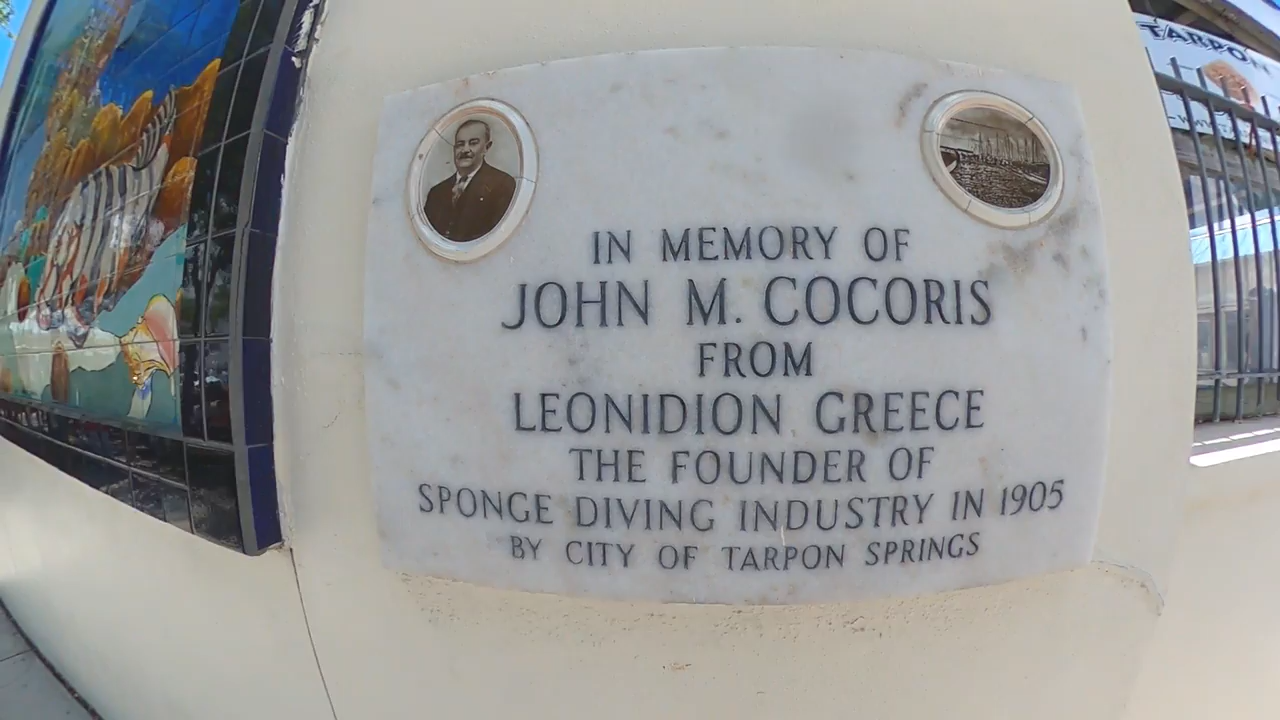 IN MEMORY OF
JOHN M. COCORIS
FROM
LEONIDION GREECE
THE FOUNDER OF
SPONGE DIVING INDUSTRY IN 1905
BY CITY OF TARPON SPRINGS
TARPON